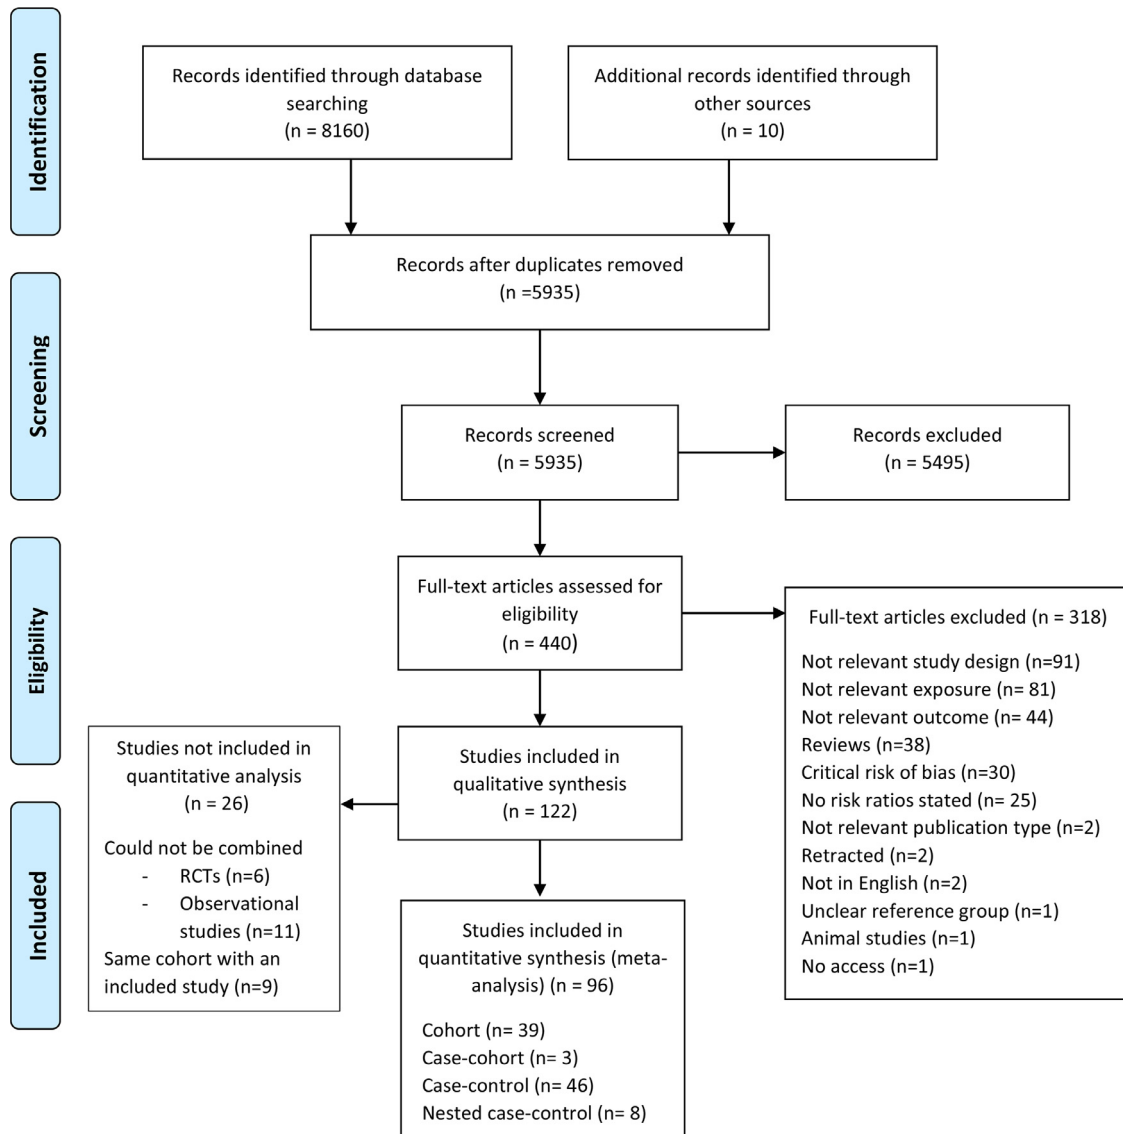 Identification
Records identified through database
searching
(n = 8160)
Additional records identified through
other sources
(n = 10)
Records after duplicates removed
(n =5935)
Screening
Records screened
(n = 5935)
Records excluded
(n = 5495)
Eligibility
Full-text articles assessed for
eligibility
(n = 440)
Full-text articles excluded (n = 318)
Not relevant study design (n=91)
Not relevant exposure (n= 81)
Not relevant outcome (n= 44)
Reviews (n=38)
Critical risk of bias (n=30)
No risk ratios stated (n= 25)
Not relevant publication type (n=2)
Retracted (n=2)
Not in English (n=2)
Unclear reference group (n=1)
Animal studies (n=1)
No access (n=1)
Studies included in
qualitative synthesis
(n = 122)
Studies not included in
quantitative analysis
(n = 26)
Could not be combined
- RCTs (n=6)
- Observational
studies (n=11)
Same cohort with an
included study (n=9)
Included
Studies included in
quantitative synthesis (meta-
analysis) (n = 96)
Cohort (n= 39)
Case-cohort (n= 3)
Case-control (n= 46)
Nested case-control (n= 8)